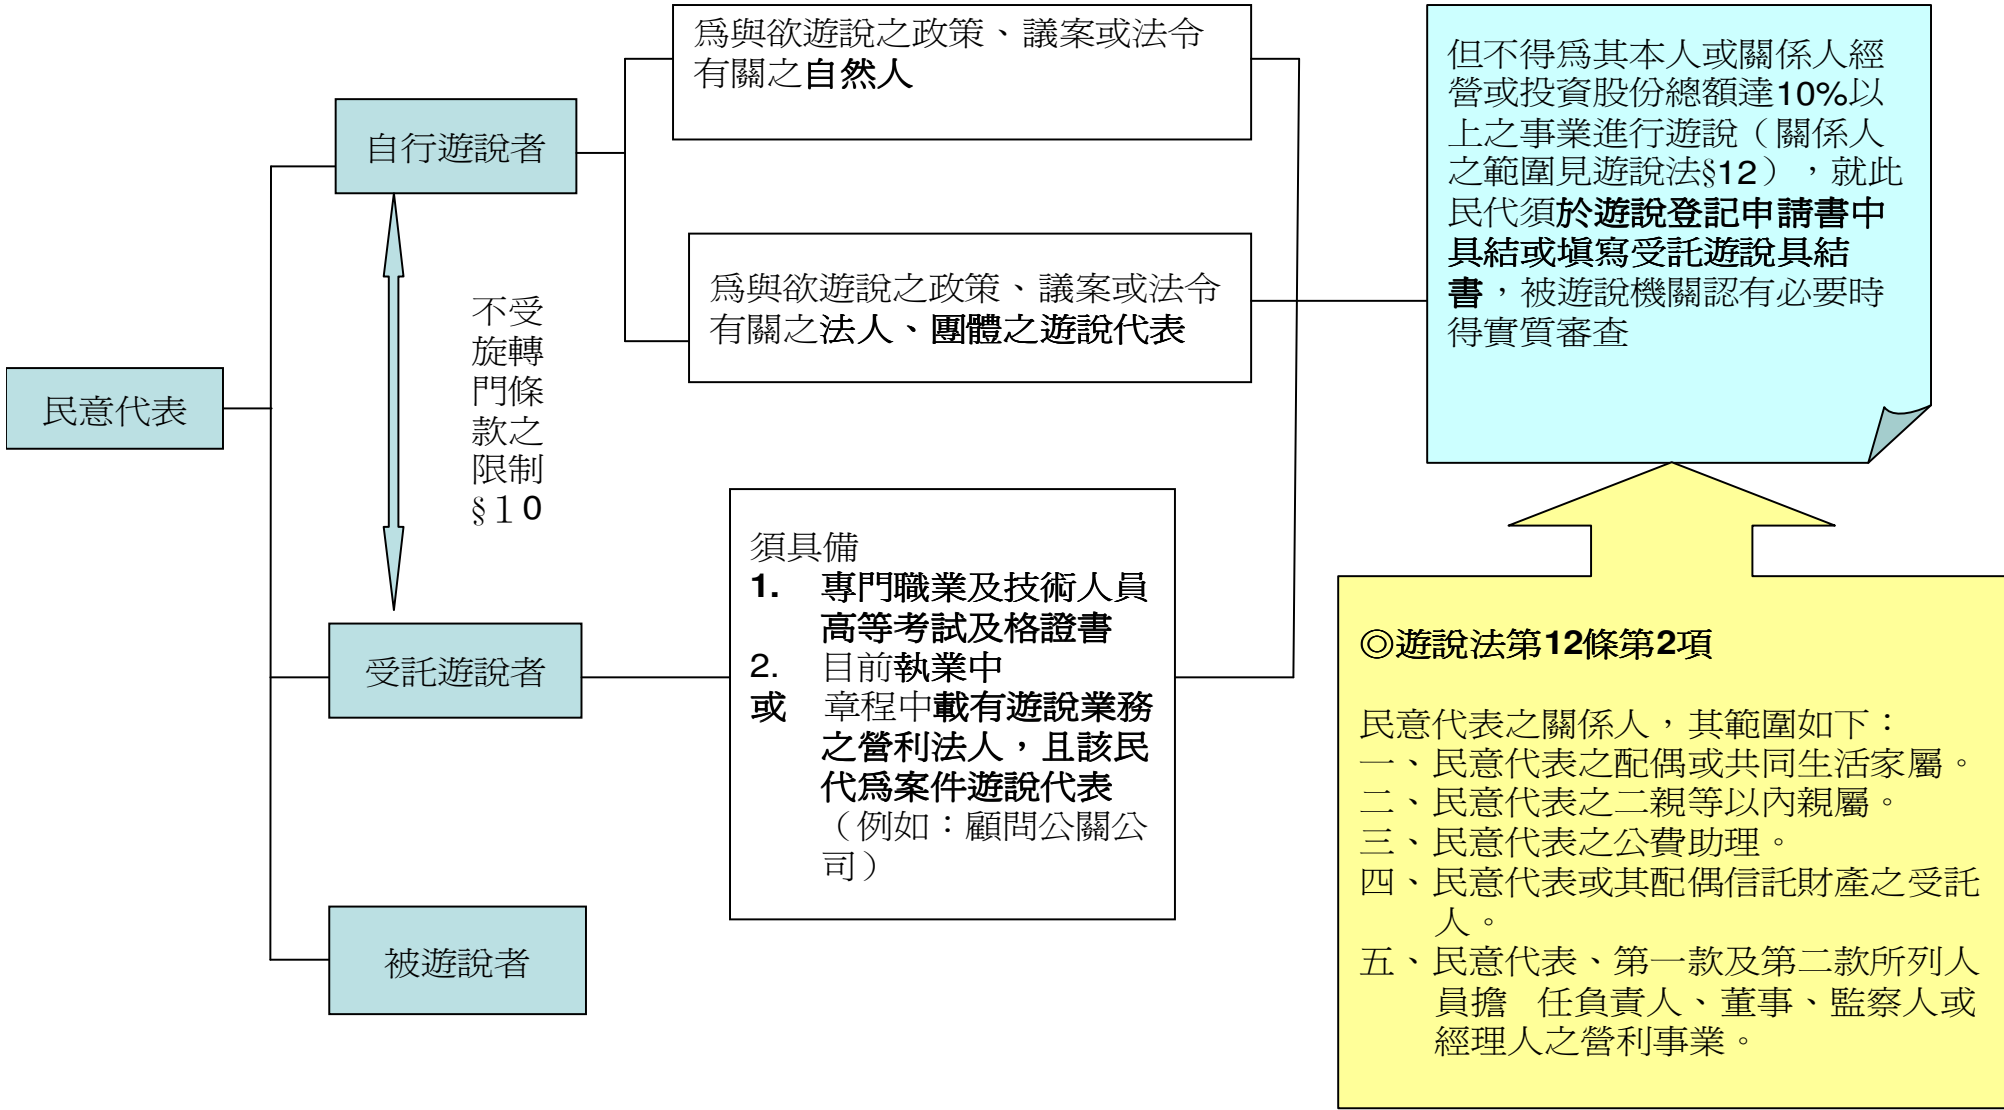 為與欲遊說之政策、議案或法令
有關之自然人
自行遊說者
為與欲遊說之政策、議案或法令
有關之法人、團體之遊說代表
不受
旋轉
門條
款之
限制
§１0
民意代表
須具備
1. 專門職業及技術人員
高等考試及格證書
2. 目前執業中
或 章程中載有遊說業務
之營利法人，且該民
代為案件遊說代表
（例如：顧問公關公
司）
受託遊說者
被遊說者
但不得為其本人或關係人經
營或投資股份總額達10%以
上之事業進行遊說（關係人
之範圍見遊說法§12），就此
民代須於遊說登記申請書中
具結或填寫受託遊說具結
書，被遊說機關認有必要時
得實質審查
◎遊說法第12條第2項
民意代表之關係人，其範圍如下：
一、民意代表之配偶或共同生活家屬。
二、民意代表之二親等以內親屬。
三、民意代表之公費助理。
四、民意代表或其配偶信託財產之受託
人。
五、民意代表、第一款及第二款所列人
員擔 任負責人、董事、監察人或
經理人之營利事業。